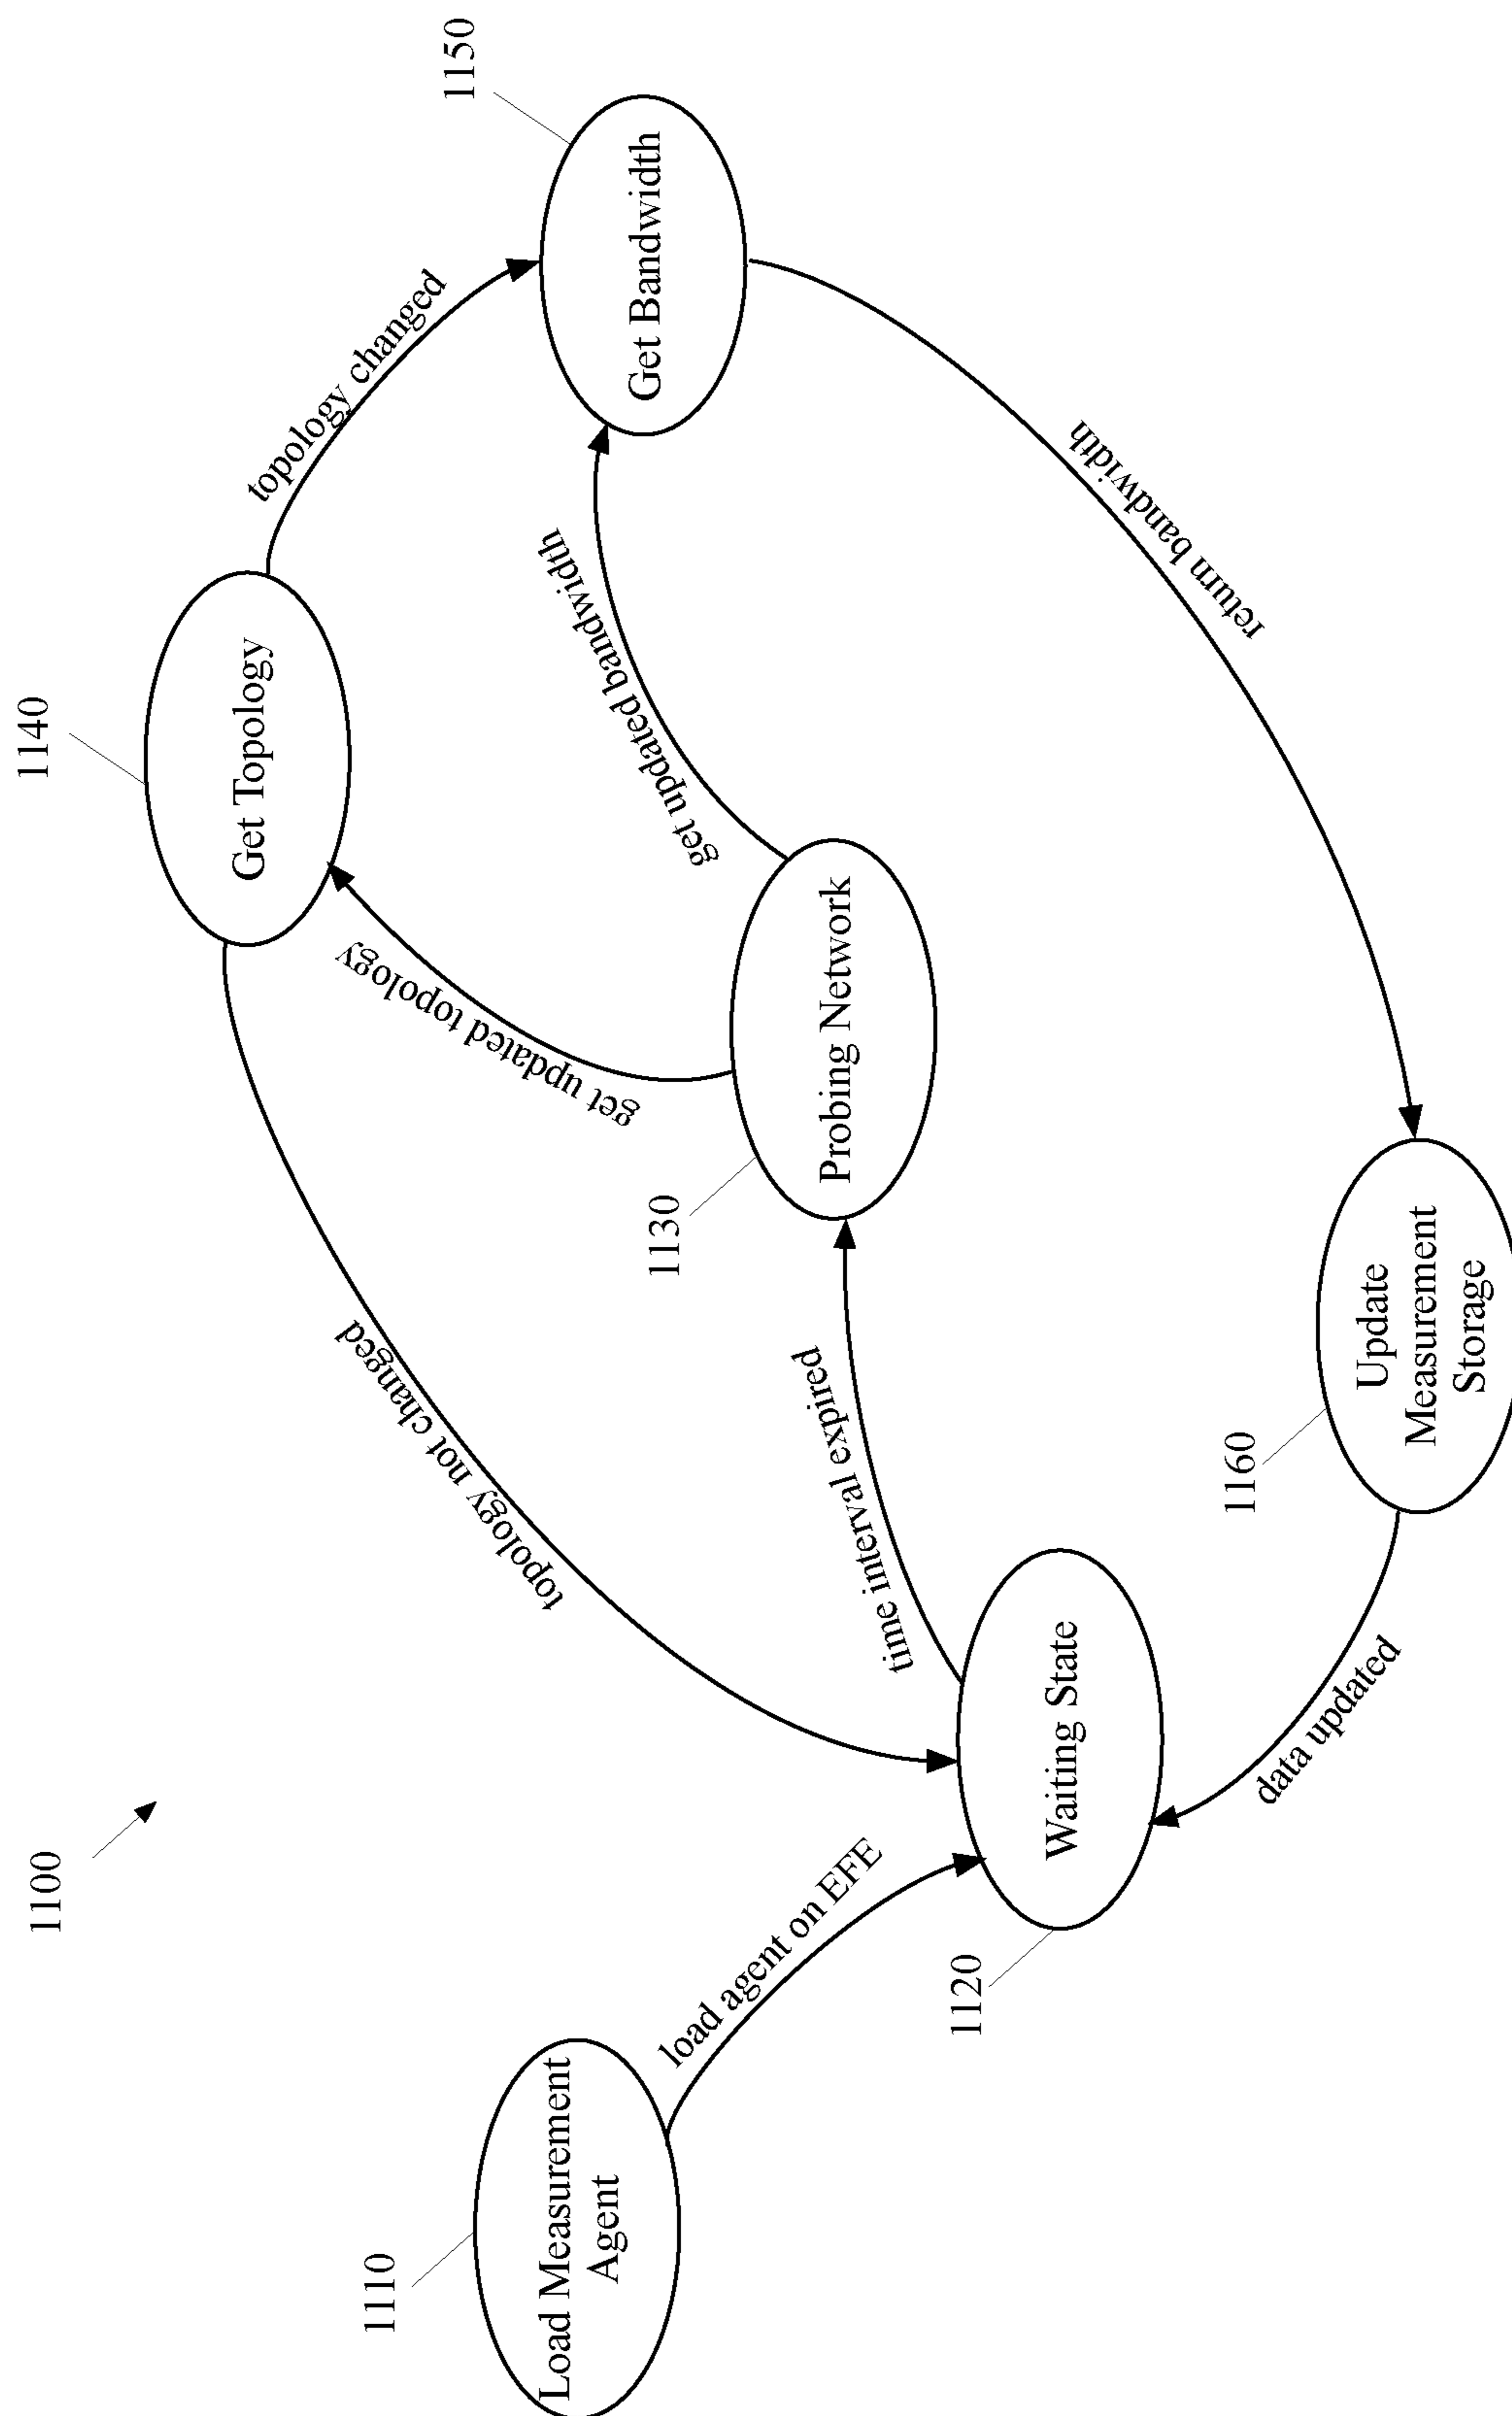 1100
1140
1150
Get Topology
topology changed
Get Bandwidth
get updated topology
get updated bandwidth
topology not changed
1130
Probing Network
return bandwidth
1110
Load Measurement
Agent
load agent on EFE
time interval expired
1120
Waiting State
1160
Update
Measurement
Storage
data updated